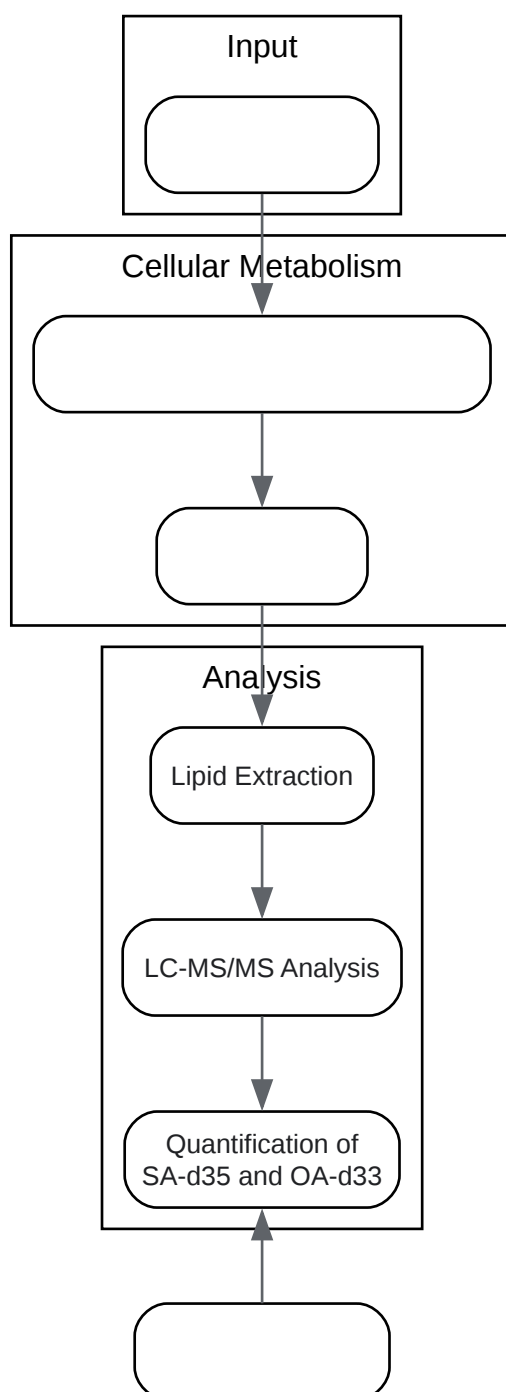 Input
Cellular Metabolism
Analysis
Lipid Extraction
LC-MS/MS Analysis
Quantification of
SA-d35 and OA-d33